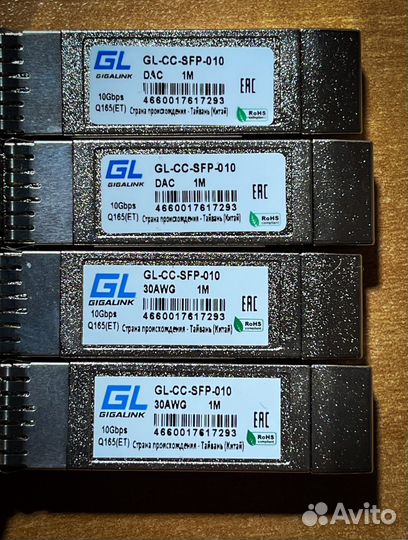 GL GL-CC-SFP-010
GIGALINK DAC 1M
10Gbps 4660017617293 EAC
Q165(ET) Страна происхождения - Тайвань (Китай) RoHS
compliant
GL GL-CC-SFP-010
GIGALINK DAC 1M
10Gbps 4660017617293 EAC
Q165(ET) Страна происхождения - Тайвань (Китай) RoHS
compliant
GL GL-CC-SFP-010
GIGALINK 30AWG 1M
10Gbps 4660017617293 EAC
Q165(ET) Страна происхождения - Тайвань (Китай) RoHS
compliant
GL GL-CC-SFP-010
GIGALINK 30AWG 1M
10Gbps 4660017617293 EAC
Q165(ET) Страна происхождения - Тайвань (Китай) RoHS
compliant
Avito